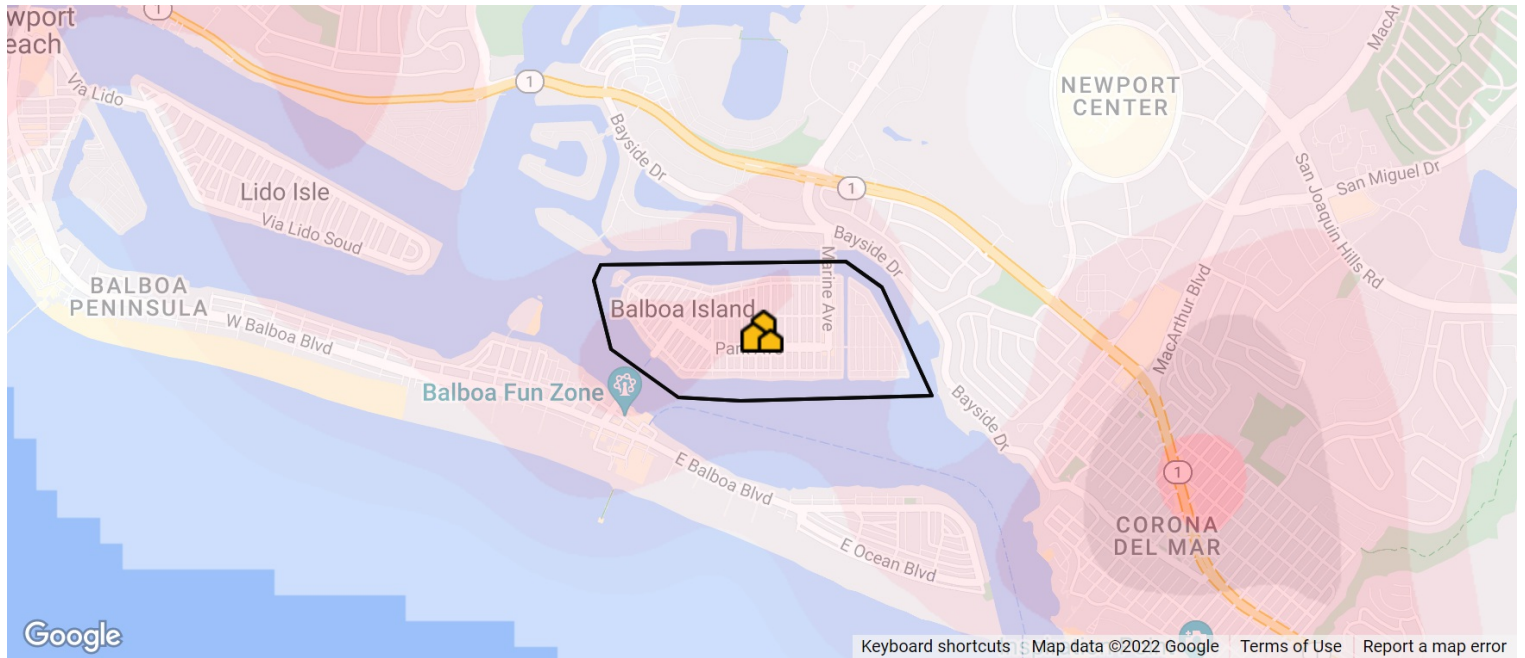 wport
each
1
1
Via Lido
Bayside Dr
NEWPORT
CENTER
MacAr
San Joaquin Hills Rd
San Miguel Dr
1
Lido Isle
Via Lido Soud
Bayside Dr
Marine Ave
BALBOA
PENINSULA
W Balboa Blvd
Balboa Island
MacArthur Blvd
Balboa Fun Zone
Bayside Dr
E Balboa Blvd
1
CORONA
DEL MAR
E Ocean Blvd
Google
Keyboard shortcuts
Map data ©2022 Google
Terms of Use
Report a map error